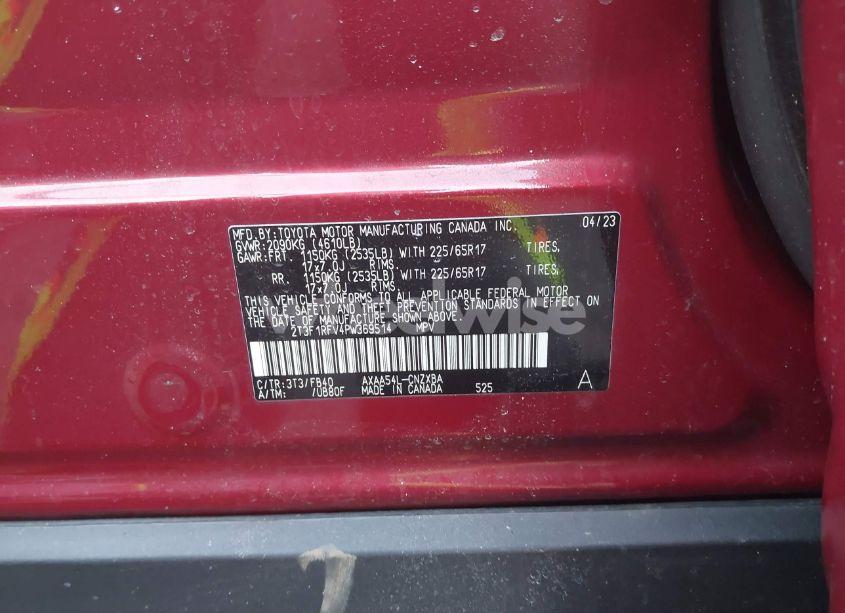 MFD.BY:TOYOTA MOTOR MANUFACTURING CANADA INC. 04/23
GVWR:2090KG (4610LB)
GAWR:FRT. 1150KG (2535LB) WITH 225/65R17 TIRES,
17x7.0J RIMS
RR. 1150KG (2535LB) WITH 225/65R17 TIRES,
17x7.0J RIMS
THIS VEHICLE CONFORMS TO ALL APPLICABLE FEDERAL MOTOR
VEHICLE SAFETY AND THEFT PREVENTION STANDARDS IN EFFECT ON
THE DATE OF MANUFACTURE SHOWN ABOVE.
2T3F1RFV4PW369514 MPV
C/TR:3T3/FB40 AXAA54L-CNZXBA
A/TM: /UB80F MADE IN CANADA 525 A